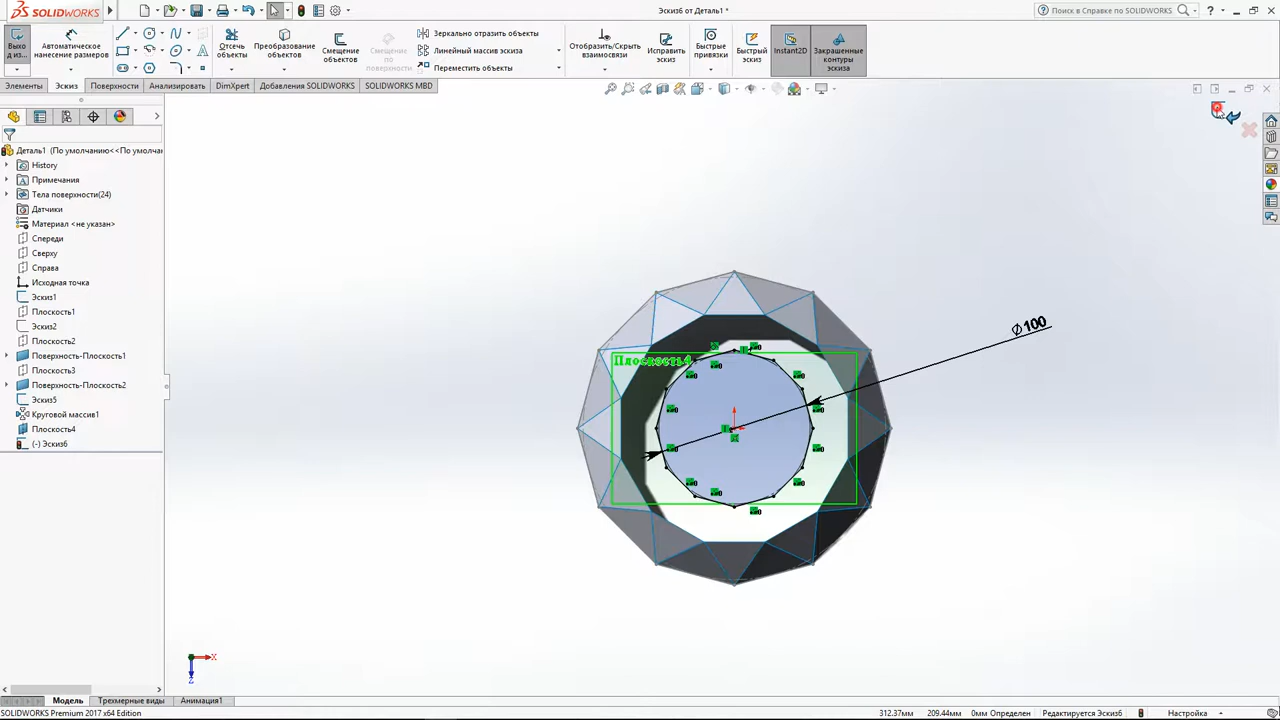 SOLIDWORKS
Эскиз6 от Деталь1 *
Поиск в Справке по SOLIDWORKS
Выхо
д из...
Автоматическое
нанесение размеров
Отсечь
объекты
Преобразование
объектов
Смещение
объектов
Смещение
по
поверхности
Зеркально отразить объекты
Линейный массив эскиза
Переместить объекты
Отобразить/Скрыть
взаимосвязи
Исправить
эскиз
Быстрые
привязки
Быстрый
эскиз
Instant2D
Закрашенные
контуры
эскиза
Элементы
Эскиз
Поверхности
Анализировать
DimXpert
Добавления SOLIDWORKS
SOLIDWORKS MBD
Деталь1 (По умолчанию<<По умолча
History
Примечания
Тела поверхности(24)
Датчики
Материал <не указан>
Спереди
Сверху
Справа
Исходная точка
Эскиз1
Плоскость1
Эскиз2
Плоскость2
Поверхность-Плоскость1
Плоскость3
Поверхность-Плоскость2
Эскиз5
Круговой массив1
Плоскость4
(-) Эскиз6
Ø100
Плоскость4
X
Z
Модель
Трехмерные виды
Анимация1
SOLIDWORKS Premium 2017 x64 Edition
312.37mm
209.44mm
0mm Определен
Редактируется Эскиз6
Настройка